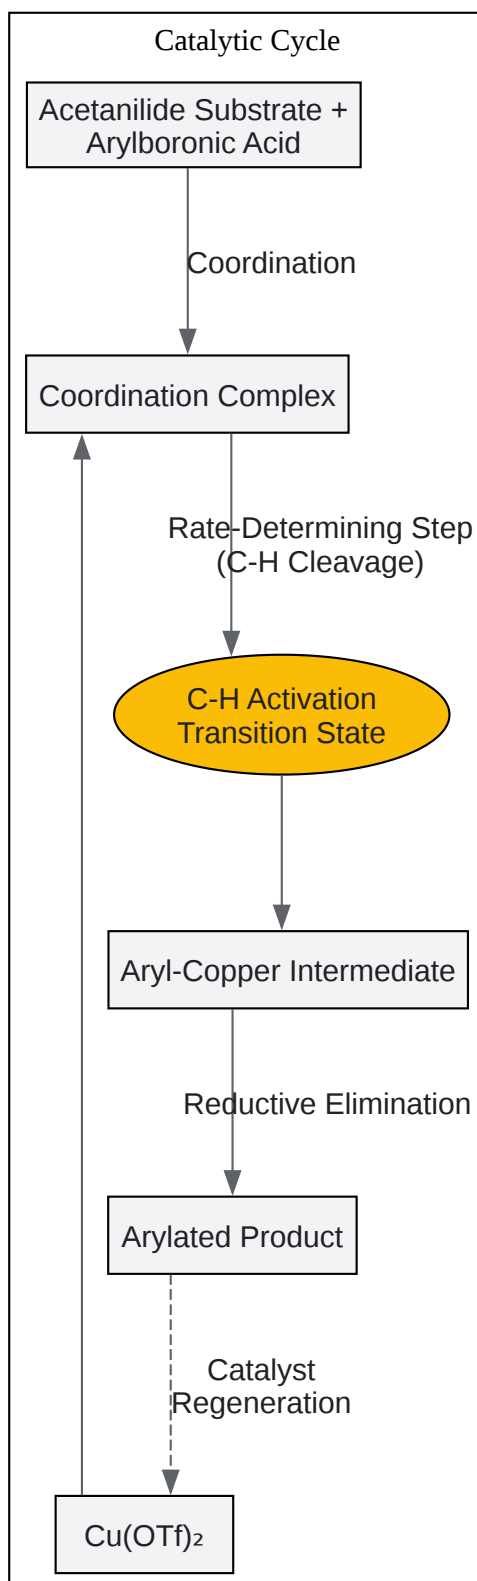 Catalytic Cycle
Acetanilide Substrate +
Arylboronic Acid
Coordination
Coordination Complex
Rate-Determining Step
(C-H Cleavage)
C-H Activation
Transition State
Aryl-Copper Intermediate
Reductive Elimination
Arylated Product
Catalyst
Regeneration
Cu(OTf)₂